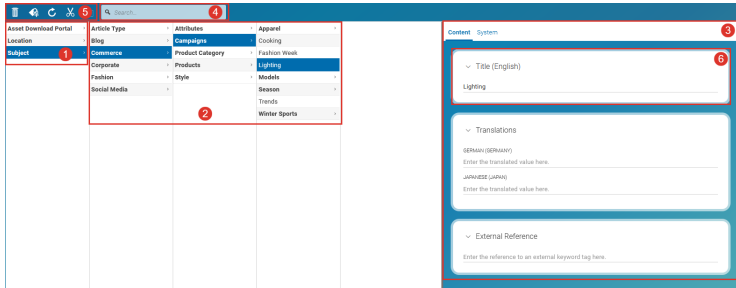 5
Search...
4
Asset Download Portal
Location
Subject
1
Article Type
Blog
Commerce
Corporate
Fashion
Social Media
Attributes
Campaigns
Product Category
Products
Style
2
Apparel
Cooking
Fashion Week
Lighting
Models
Season
Trends
Winter Sports
Content System
3
Title (English)
6
Lighting
Translations
GERMAN (GERMANY)
Enter the translated value here.
JAPANESE (JAPAN)
Enter the translated value here.
External Reference
Enter the reference to an external keyword tag here.